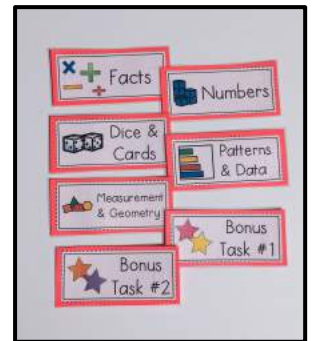 Facts
Numbers
Dice &
Cards
Patterns
& Data
Measurement
& Geometry
Bonus
Task #1
Bonus
Task #2